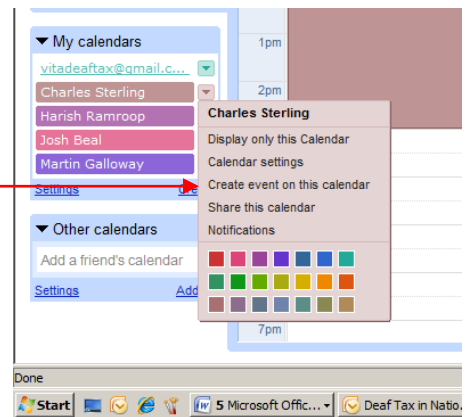 My calendars
vitadeaftax@gmail.c...
Charles Sterling
Harish Ramroop
Josh Beal
Martin Galloway
Settings
Other calendars
Add a friend's calendar
Settings Add
1pm
2pm
Charles Sterling
Display only this Calendar
Calendar settings
Create event on this calendar
Share this calendar
Notifications
7pm
Done
Start 5 Microsoft Offic... Deaf Tax in Natio...